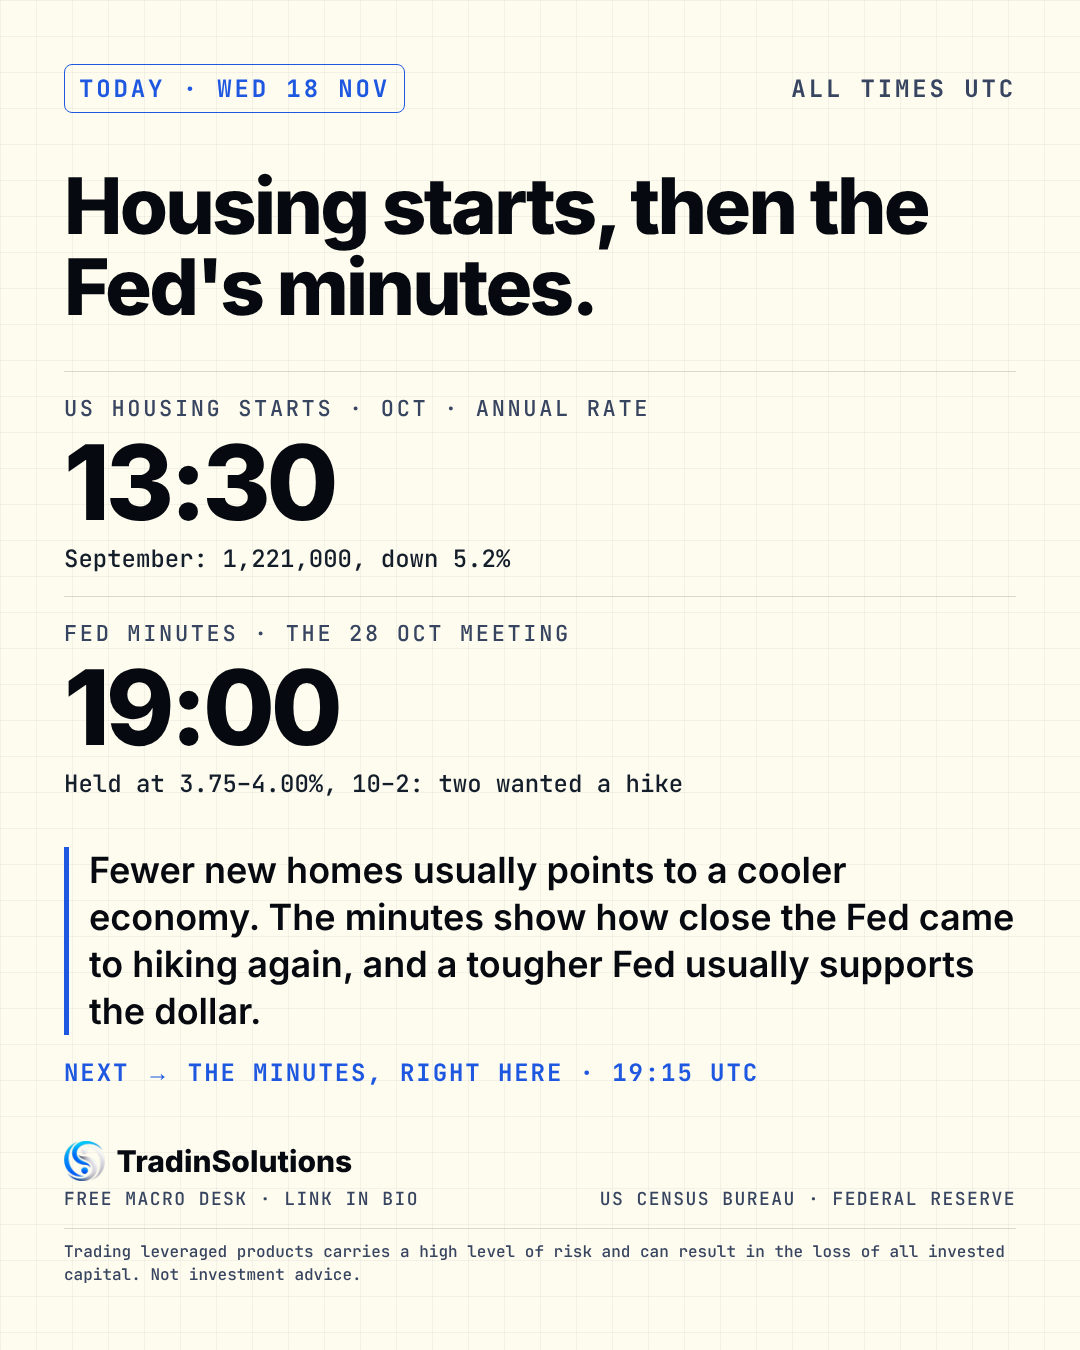 TODAY · WED 18 NOV
ALL TIMES UTC
Housing starts, then the
Fed's minutes.
US HOUSING STARTS · OCT · ANNUAL RATE
13:30
September: 1,221,000, down 5.2%
FED MINUTES · THE 28 OCT MEETING
19:00
Held at 3.75–4.00%, 10–2: two wanted a hike
Fewer new homes usually points to a cooler
economy. The minutes show how close the Fed came
to hiking again, and a tougher Fed usually supports
the dollar.
NEXT → THE MINUTES, RIGHT HERE · 19:15 UTC
TradinSolutions
FREE MACRO DESK · LINK IN BIO
US CENSUS BUREAU · FEDERAL RESERVE
Trading leveraged products carries a high level of risk and can result in the loss of all invested
capital. Not investment advice.